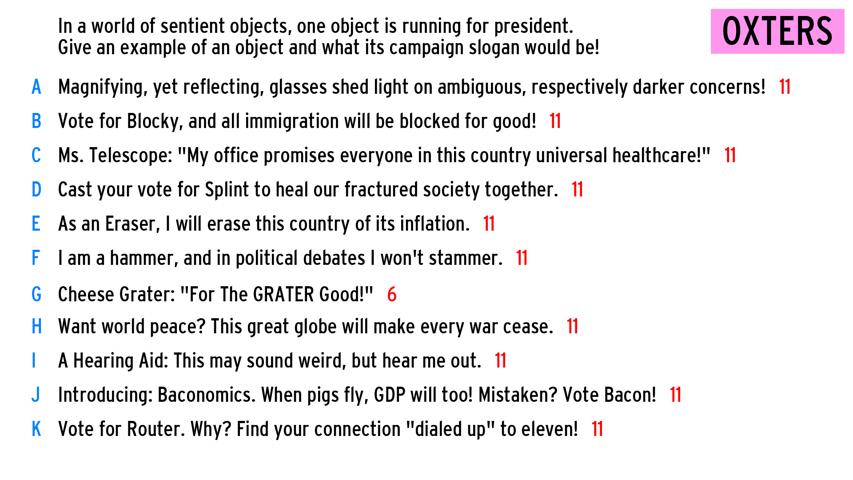 In a world of sentient objects, one object is running for president.
Give an example of an object and what its campaign slogan would be!
OXTERS
A Magnifying, yet reflecting, glasses shed light on ambiguous, respectively darker concerns! 11
B Vote for Blocky, and all immigration will be blocked for good! 11
C Ms. Telescope: "My office promises everyone in this country universal healthcare!" 11
D Cast your vote for Splint to heal our fractured society together. 11
E As an Eraser, I will erase this country of its inflation. 11
F I am a hammer, and in political debates I won't stammer. 11
G Cheese Grater: "For The GRATER Good!" 6
H Want world peace? This great globe will make every war cease. 11
I A Hearing Aid: This may sound weird, but hear me out. 11
J Introducing: Baconomics. When pigs fly, GDP will too! Mistaken? Vote Bacon! 11
K Vote for Router. Why? Find your connection "dialed up" to eleven! 11